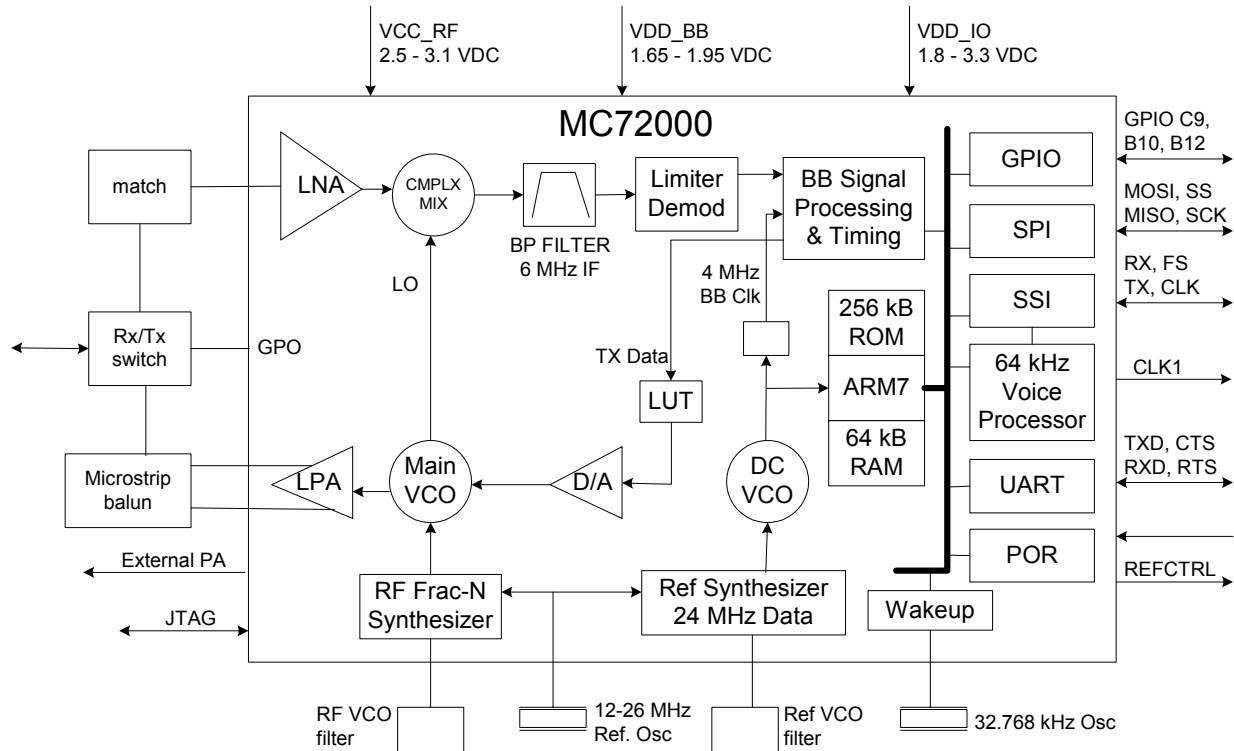 VCC_RF
2.5 - 3.1 VDC
VDD_BB
1.65 - 1.95 VDC
VDD_IO
1.8 - 3.3 VDC
MC72000
match
LNA
CMPLX
MIX
BP FILTER
6 MHz IF
Limiter
Demod
BB Signal
Processing
& Timing
GPIO
GPIO C9,
B10, B12
SPI
MOSI, SS
MISO, SCK
LO
4 MHz
BB Clk
SSI
RX, FS
TX, CLK
Rx/Tx
switch
GPO
TX Data
LUT
256 kB
ROM
ARM7
64 kB
RAM
64 kHz
Voice
Processor
CLK1
Microstrip
balun
LPA
Main
VCO
D/A
DC
VCO
UART
TXD, CTS
RXD, RTS
POR
REFCTRL
External PA
JTAG
RF Frac-N
Synthesizer
Ref Synthesizer
24 MHz Data
Wakeup
RF VCO
filter
12-26 MHz
Ref. Osc
Ref VCO
filter
32.768 kHz Osc